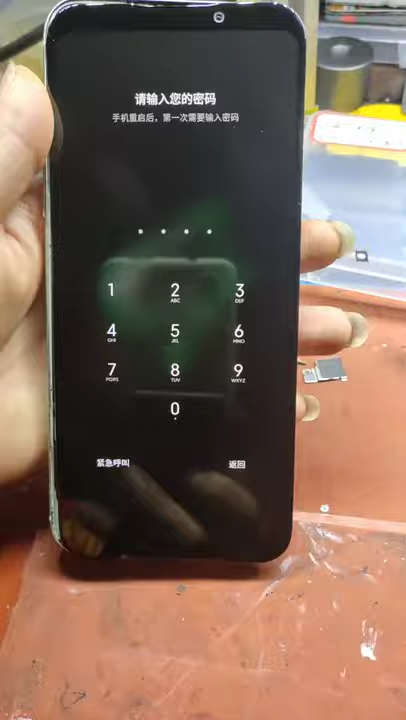 请输入您的密码
手机重启后，第一次需要输入密码
1 2 3
ABC DEF
4 5 6
GHI JKL MNO
7 8 9
PQRS TUV WXYZ
0
紧急呼叫 返回